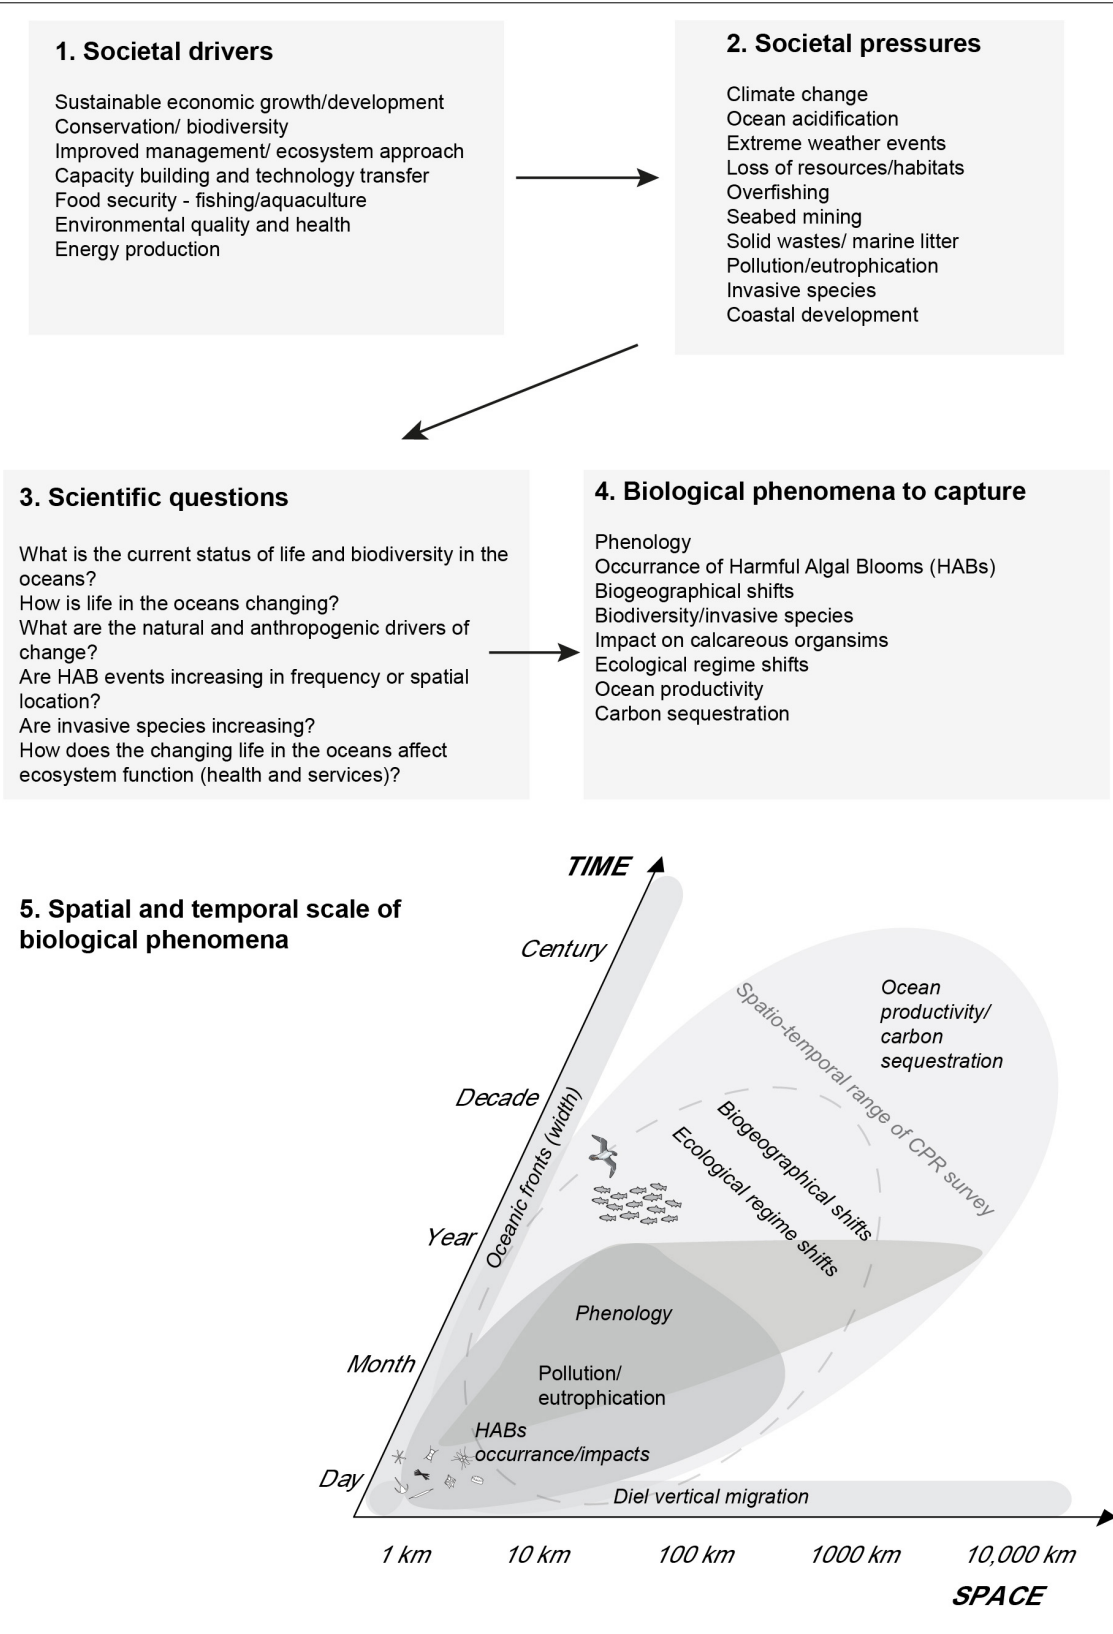 1. Societal drivers
Sustainable economic growth/development
Conservation/ biodiversity
Improved management/ ecosystem approach
Capacity building and technology transfer
Food security - fishing/aquaculture
Environmental quality and health
Energy production
2. Societal pressures
Climate change
Ocean acidification
Extreme weather events
Loss of resources/habitats
Overfishing
Seabed mining
Solid wastes/ marine litter
Pollution/eutrophication
Invasive species
Coastal development
3. Scientific questions
What is the current status of life and biodiversity in the
oceans?
How is life in the oceans changing?
What are the natural and anthropogenic drivers of
change?
Are HAB events increasing in frequency or spatial
location?
Are invasive species increasing?
How does the changing life in the oceans affect
ecosystem function (health and services)?
4. Biological phenomena to capture
Phenology
Occurrance of Harmful Algal Blooms (HABs)
Biogeographical shifts
Biodiversity/invasive species
Impact on calcareous organsims
Ecological regime shifts
Ocean productivity
Carbon sequestration
5. Spatial and temporal scale of
biological phenomena
TIME
Century
Decade
Year
Month
Day
Oceanic fronts (width)
Ocean
productivity/
carbon
sequestration
Spatio-temporal range of CPR survey
Biogeographical shifts
Ecological regime shifts
Phenology
Pollution/
eutrophication
HABs
occurrance/impacts
Diel vertical migration
1 km
10 km
100 km
1000 km
10,000 km
SPACE